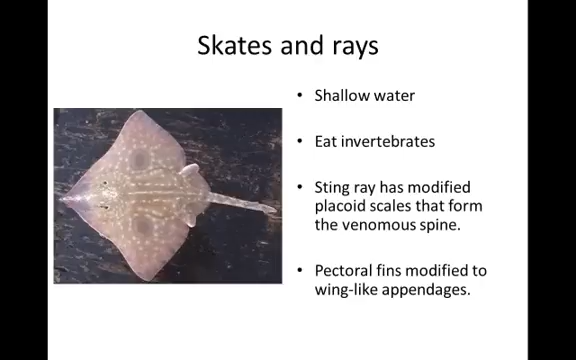 Skates and rays
• Shallow water
• Eat invertebrates
• Sting ray has modified
placoid scales that form
the venomous spine.
• Pectoral fins modified to
wing-like appendages.